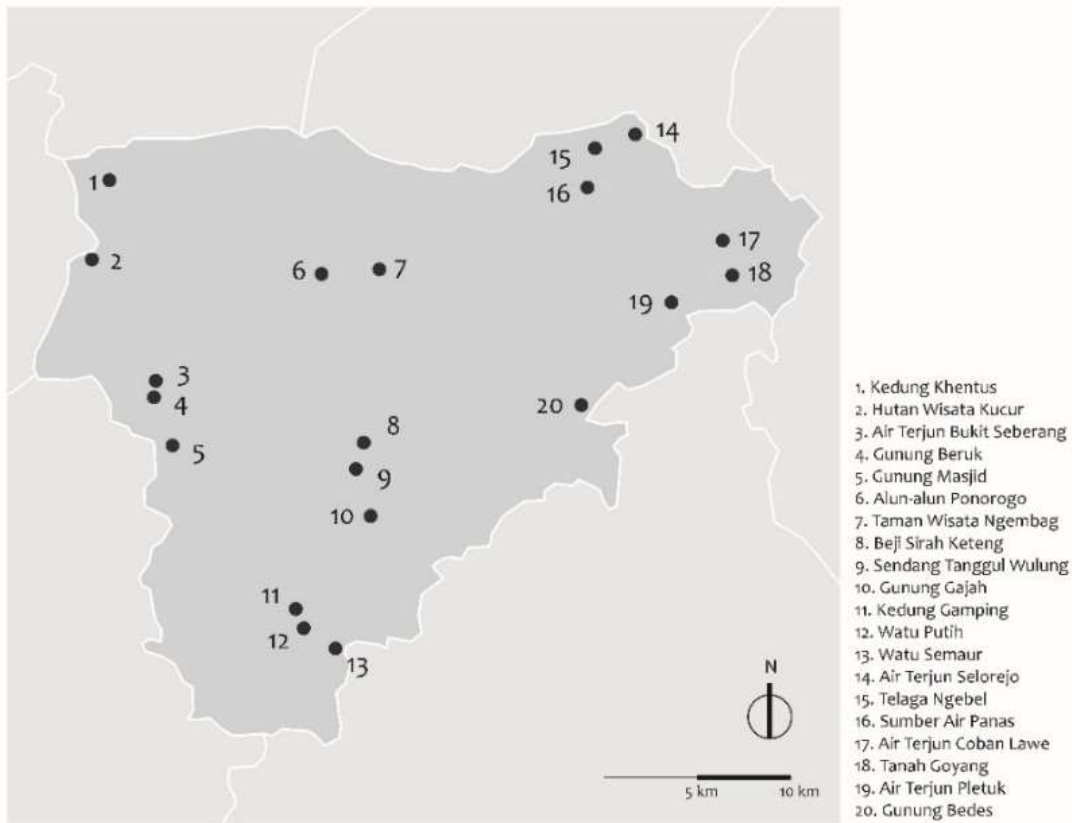 14
15
1
16
17
2
6
7
18
19
3
4
20
8
5
9
10
11
12
13
N
5 km
10 km
1. Kedung Khentus
2. Hutan Wisata Kucur
3. Air Terjun Bukit Seberang
4. Gunung Beruk
5. Gunung Masjid
6. Alun-alun Ponorogo
7. Taman Wisata Ngembag
8. Beji Sirah Keteng
9. Sendang Tanggul Wulung
10. Gunung Gajah
11. Kedung Gamping
12. Watu Putih
13. Watu Semaur
14. Air Terjun Selorejo
15. Telaga Ngebel
16. Sumber Air Panas
17. Air Terjun Coban Lawe
18. Tanah Goyang
19. Air Terjun Pletuk
20. Gunung Bedes